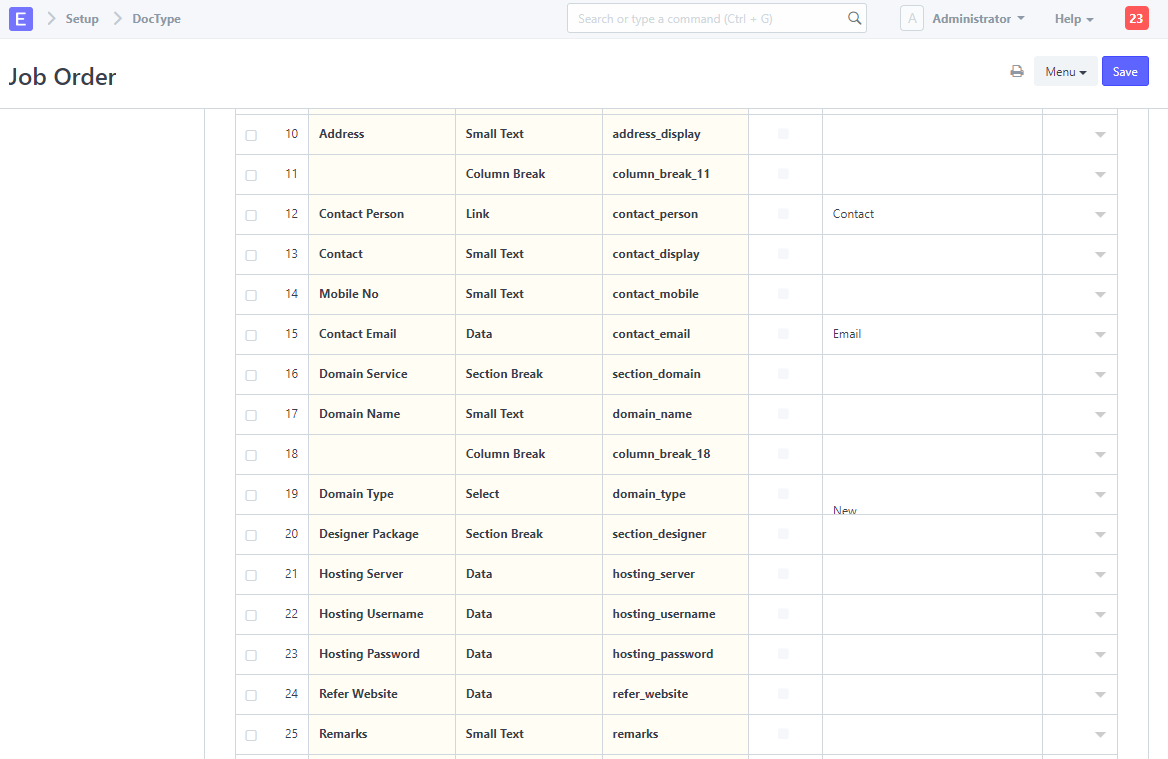 E Setup DocType Search or type a command (Ctrl + G) A Administrator Help 23
Job Order Menu Save
10 Address Small Text address_display
11 Column Break column_break_11
12 Contact Person Link contact_person Contact
13 Contact Small Text contact_display
14 Mobile No Small Text contact_mobile
15 Contact Email Data contact_email Email
16 Domain Service Section Break section_domain
17 Domain Name Small Text domain_name
18 Column Break column_break_18
19 Domain Type Select domain_type New
20 Designer Package Section Break section_designer
21 Hosting Server Data hosting_server
22 Hosting Username Data hosting_username
23 Hosting Password Data hosting_password
24 Refer Website Data refer_website
25 Remarks Small Text remarks